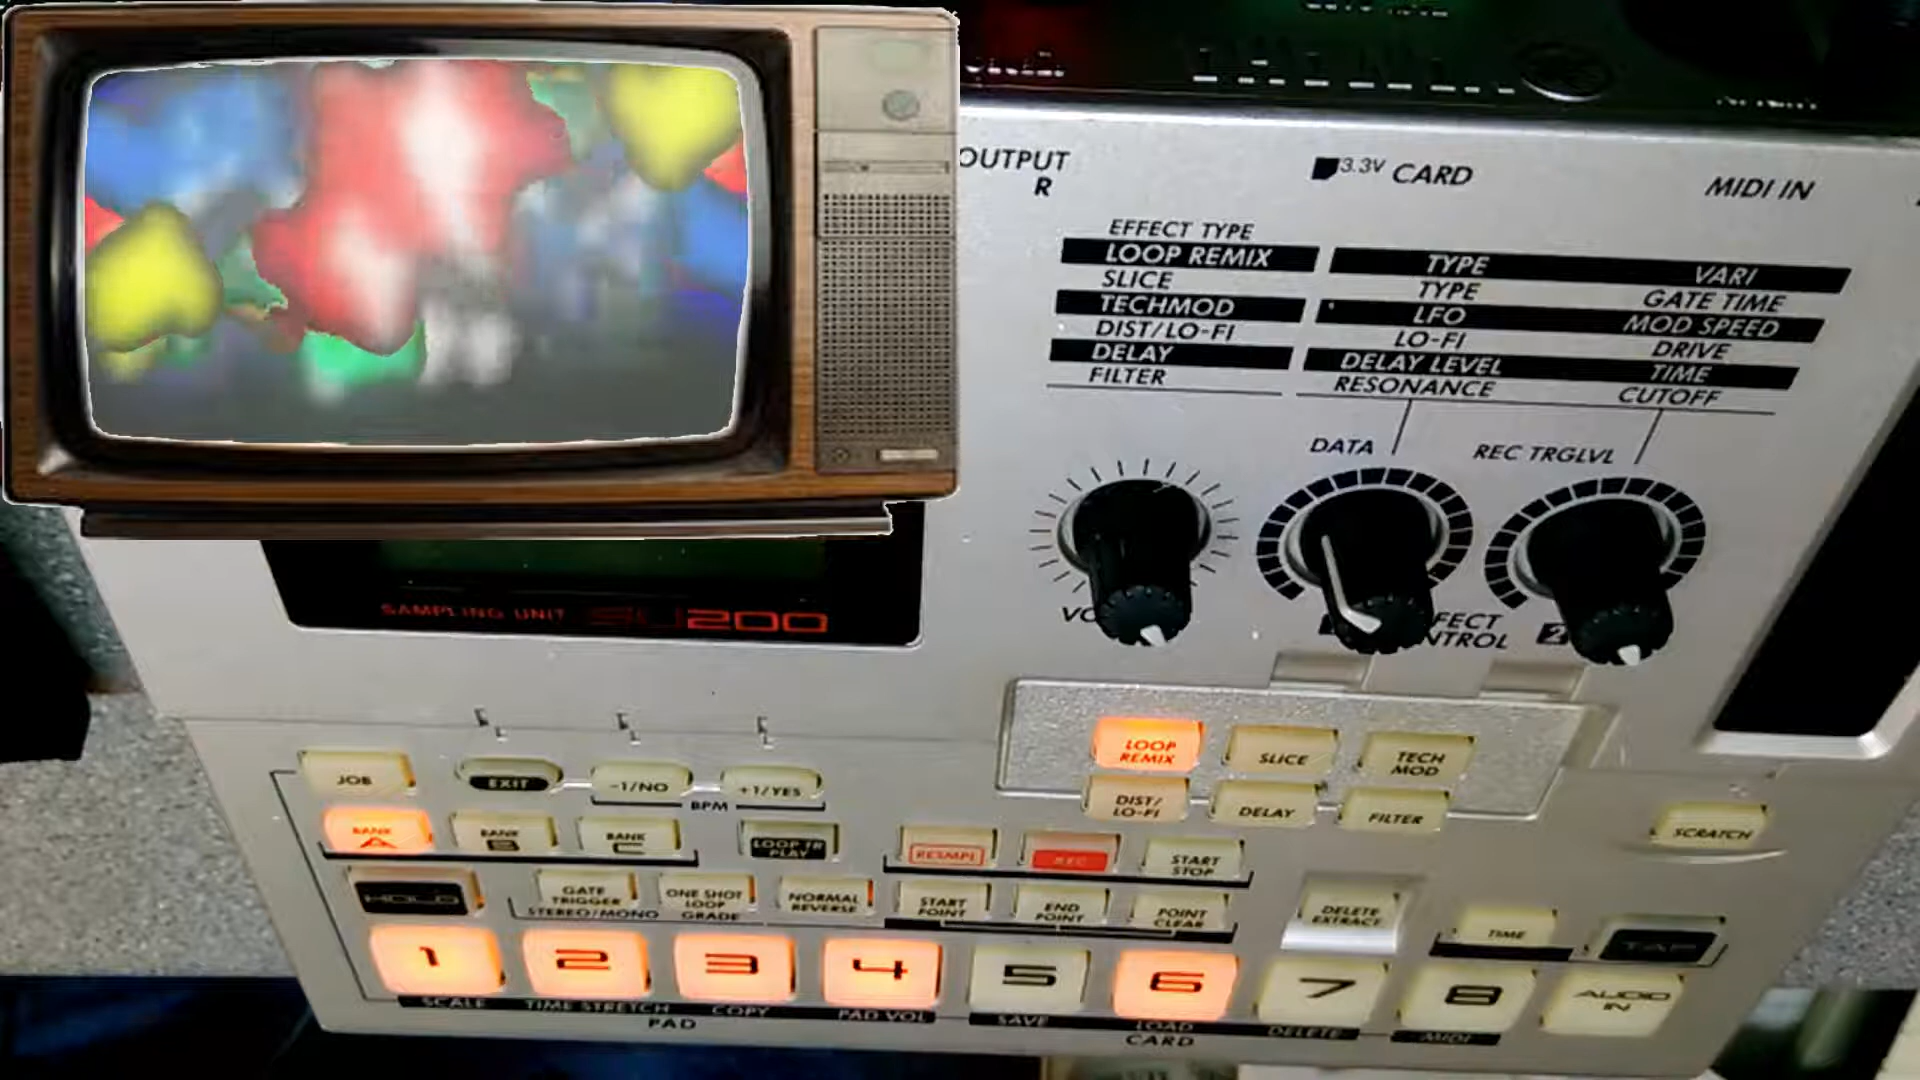 OUTPUT
R
3.3V CARD
MIDI IN
EFFECT TYPE
LOOP REMIX TYPE VARI
SLICE TYPE GATE TIME
TECHMOD LFO MOD SPEED
DIST/LO-FI LO-FI DRIVE
DELAY DELAY LEVEL TIME
FILTER RESONANCE CUTOFF
DATA
REC TRGLVL
SAMPLING UNIT SU200
2
LOOP REMIX
SLICE
TECH MOD
JOB
EXIT
-1/NO
+1/YES
BPM
DIST/ LO-FI
DELAY
FILTER
SCRATCH
BANK A
BANK B
BANK C
LOOP TR PLAY
RESMPL
REC
START STOP
HOLD
GATE TRIGGER
ONE SHOT LOOP
NORMAL REVERSE
START POINT
END POINT
POINT CLEAR
DELETE EXTRACT
TIME
TAP
STEREO/MONO
GRADE
1 2 3 4 5 6 7 8
AUDIO IN
SCALE
TIME STRETCH
COPY
PAD VOL
SAVE
LOAD
DELETE
MIDI
PAD
CARD